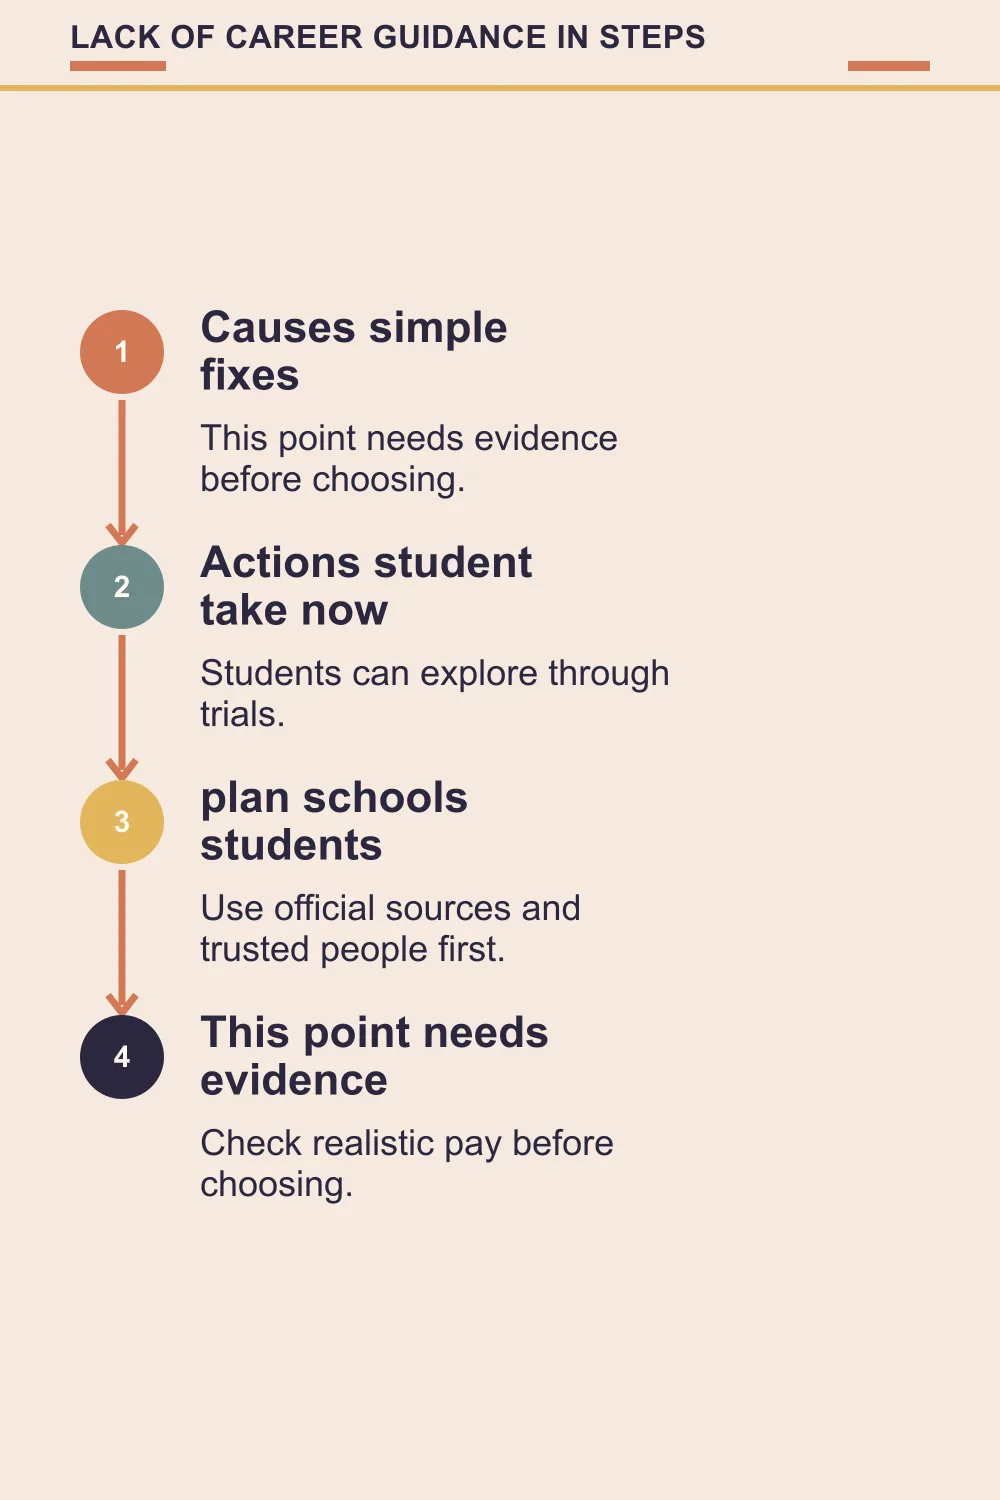 LACK OF CAREER GUIDANCE IN STEPS
1
Causes simple
fixes
This point needs evidence
before choosing.
2
Actions student
take now
Students can explore through
trials.
3
plan schools
students
Use official sources and
trusted people first.
4
This point needs
evidence
Check realistic pay before
choosing.